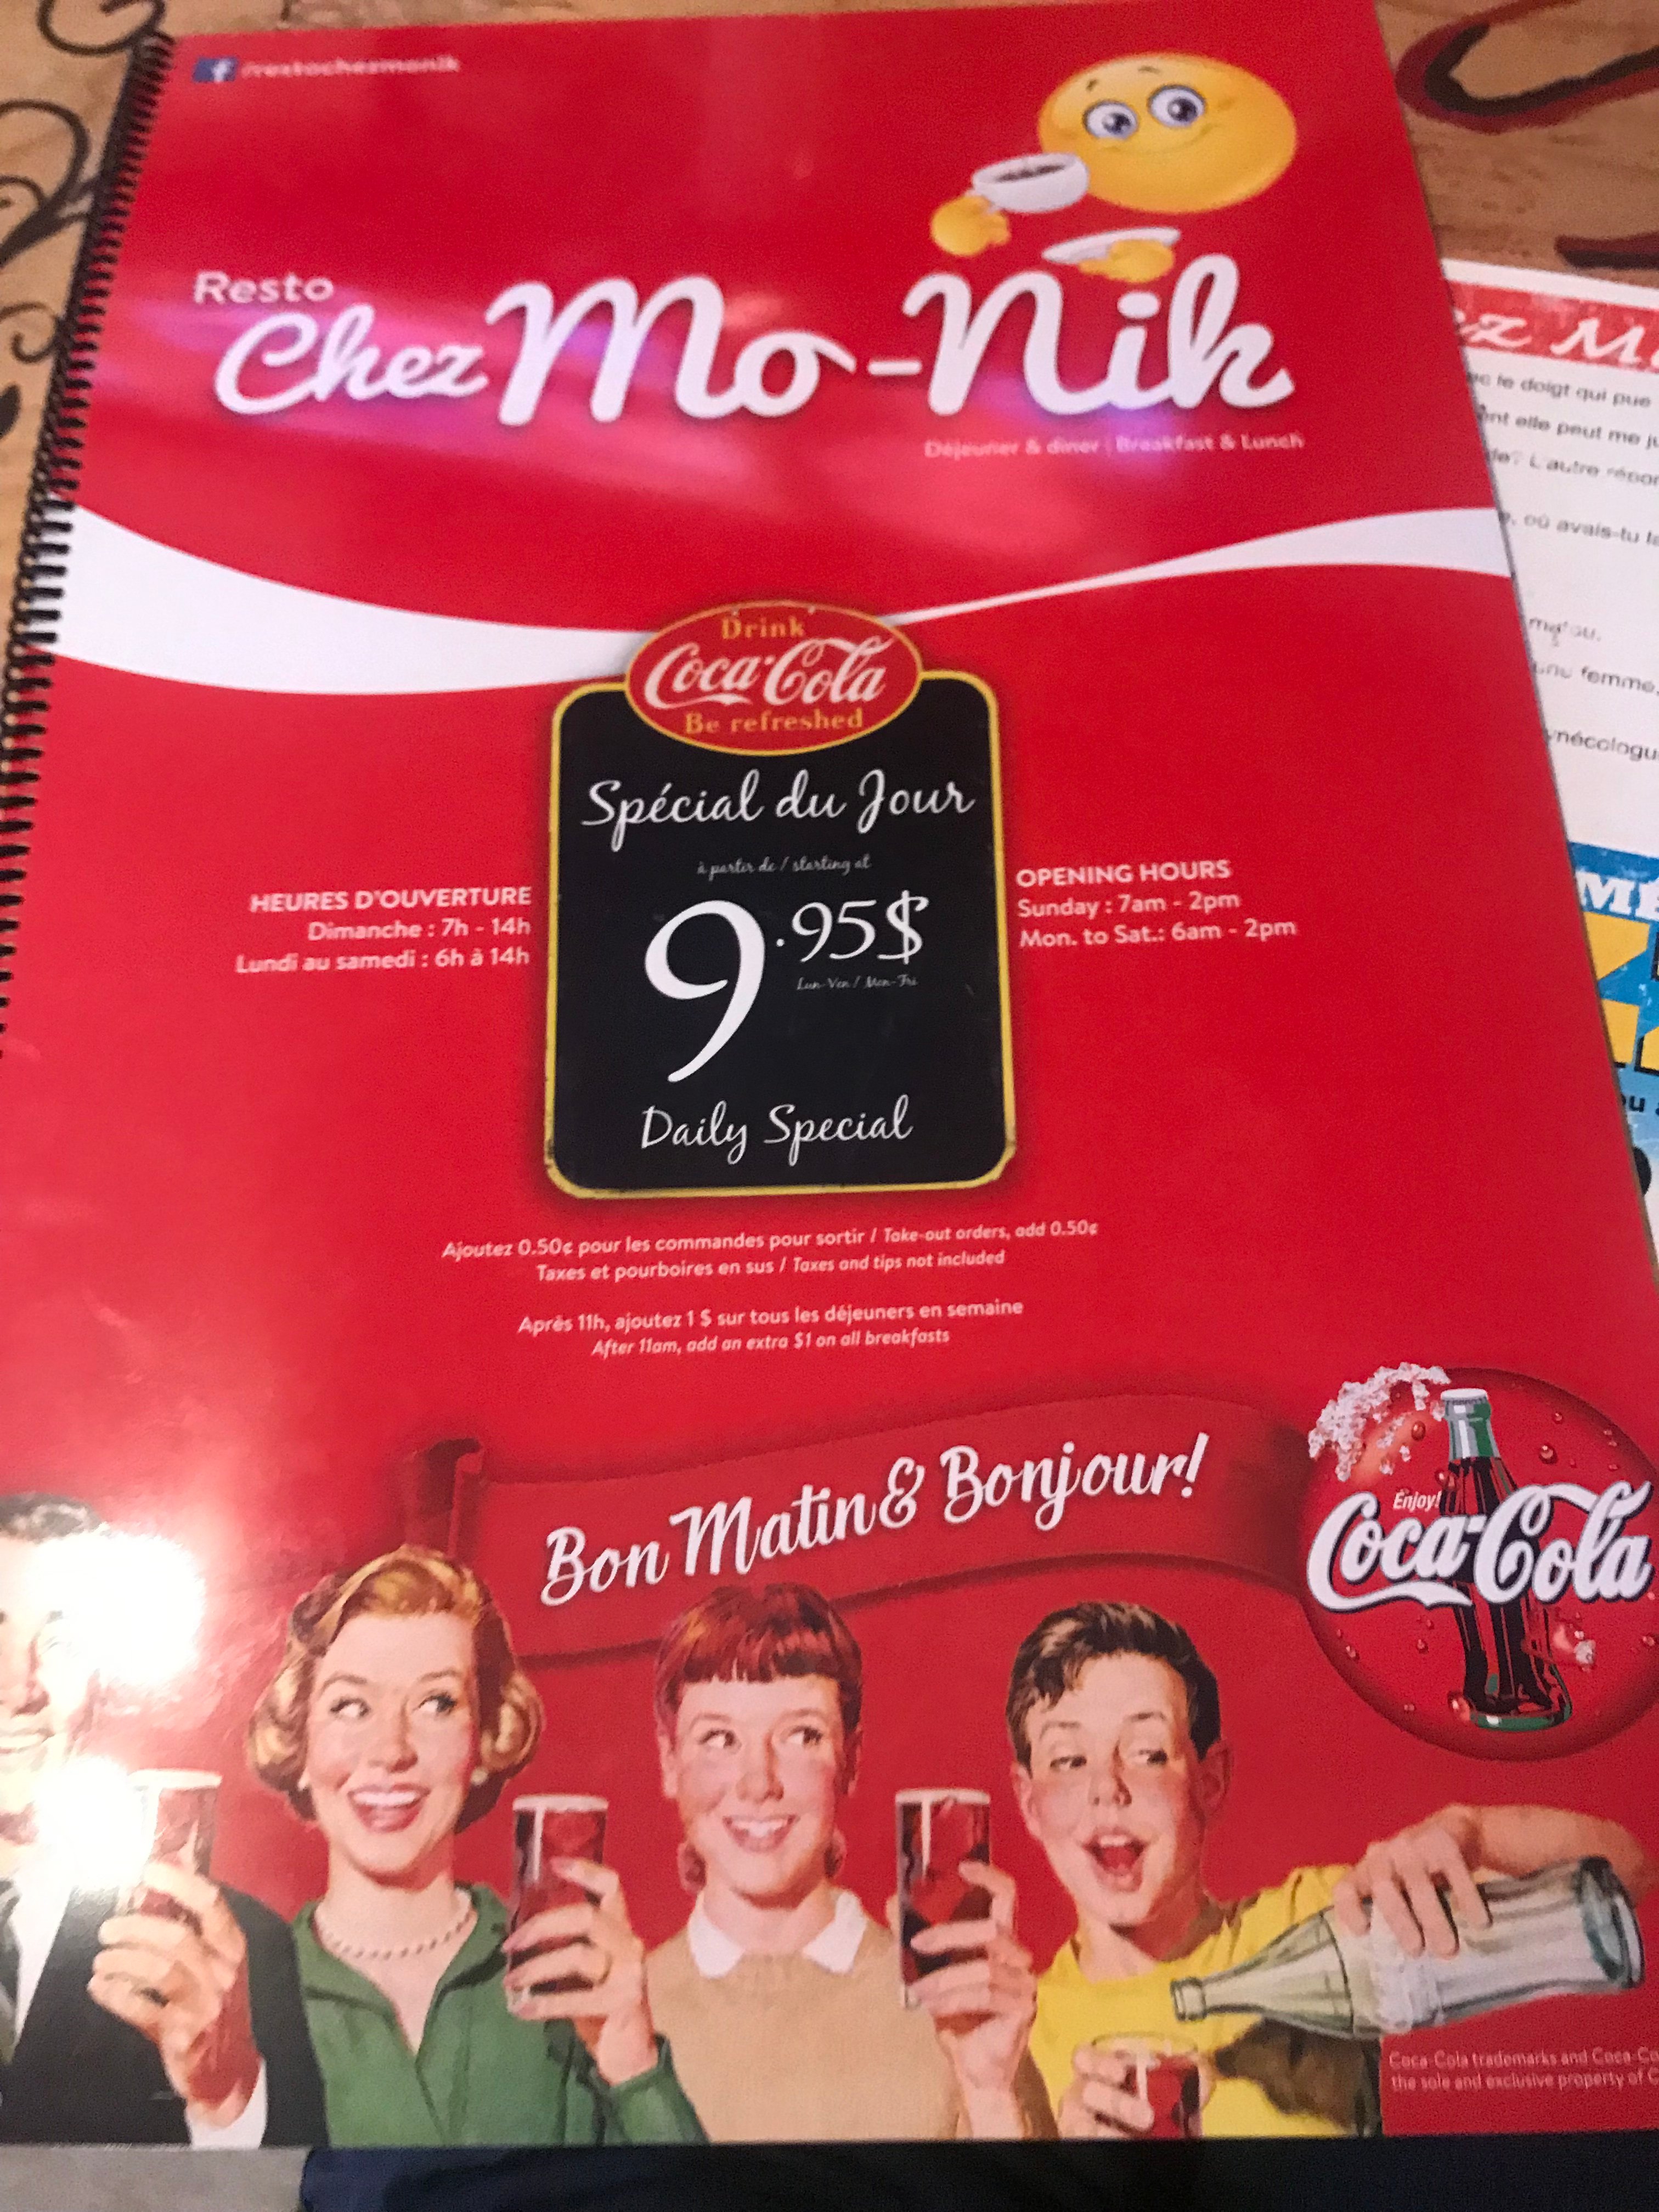 /restochezmonik
Resto
Chez Mo-Nik
Déjeuner & dîner | Breakfast & Lunch
Drink
Coca-Cola
Be refreshed
Spécial du Jour
à partir de / starting at
9.95$
Lun-Ven / Mon-Fri
Daily Special
HEURES D'OUVERTURE
Dimanche : 7h - 14h
Lundi au samedi : 6h à 14h
OPENING HOURS
Sunday : 7am - 2pm
Mon. to Sat.: 6am - 2pm
Ajoutez 0.50¢ pour les commandes pour sortir / Take-out orders, add 0.50¢
Taxes et pourboires en sus / Taxes and tips not included
Après 11h, ajoutez 1 $ sur tous les déjeuners en semaine
After 11am, add an extra $1 on all breakfasts
Bon Matin & Bonjour!
Enjoy!
Coca-Cola
Coca-Cola trademarks and Coca-Co
the sole and exclusive property of C
ez M
le doigt qui pue
elle peut me
L'autre
où avais-tu
femme,